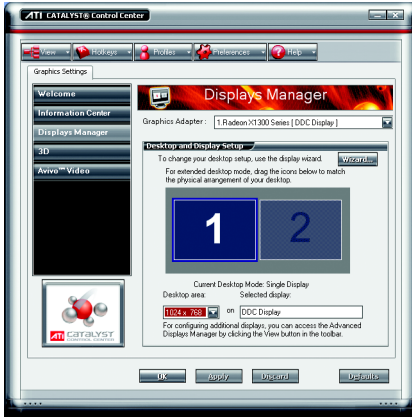 ATI CATALYST® Control Center
View Hotkeys Profiles Preferences Help
Graphics Settings
Welcome
Information Center
Displays Manager
3D
Avivo™ Video
ATI CATALYST
CONTROL CENTER
Displays Manager
Graphics Adapter : 1.Radeon X1300 Series [ DDC Display ]
Desktop and Display Setup
To change your desktop setup, use the display wizard. Wizard...
For extended desktop mode, drag the icons below to match
the physical arrangement of your desktop.
1 2
Current Desktop Mode: Single Display
Desktop area: Selected display:
1024 x 768 on DDC Display
For configuring additional displays, you can access the Advanced
Displays Manager by clicking the View button in the toolbar.
OK Apply Discard Defaults